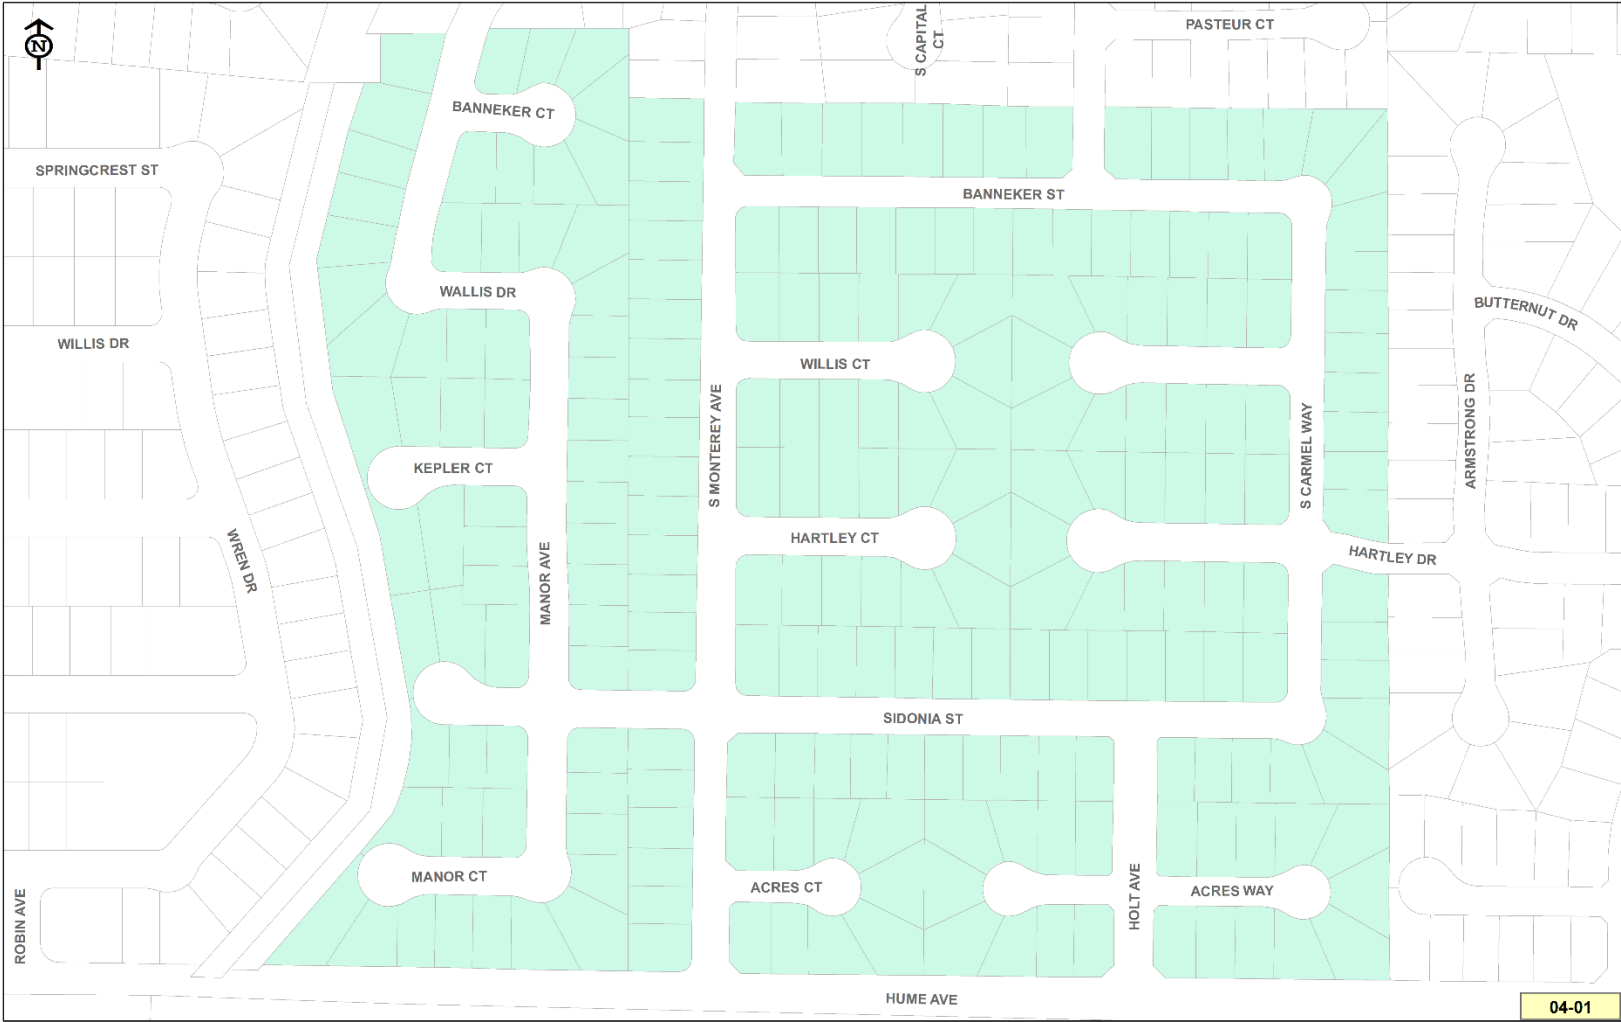 N
S CAPITAL
CT
PASTEUR CT
BANNEKER CT
SPRINGCREST ST
BANNEKER ST
WALLIS DR
BUTTERNUT DR
WILLIS DR
WILLIS CT
S MONTEREY AVE
S CARMEL WAY
ARMSTRONG DR
KEPLER CT
HARTLEY CT
HARTLEY DR
WREN DR
MANOR AVE
SIDONIA ST
MANOR CT
ACRES CT
HOLT AVE
ACRES WAY
ROBIN AVE
HUME AVE
04-01